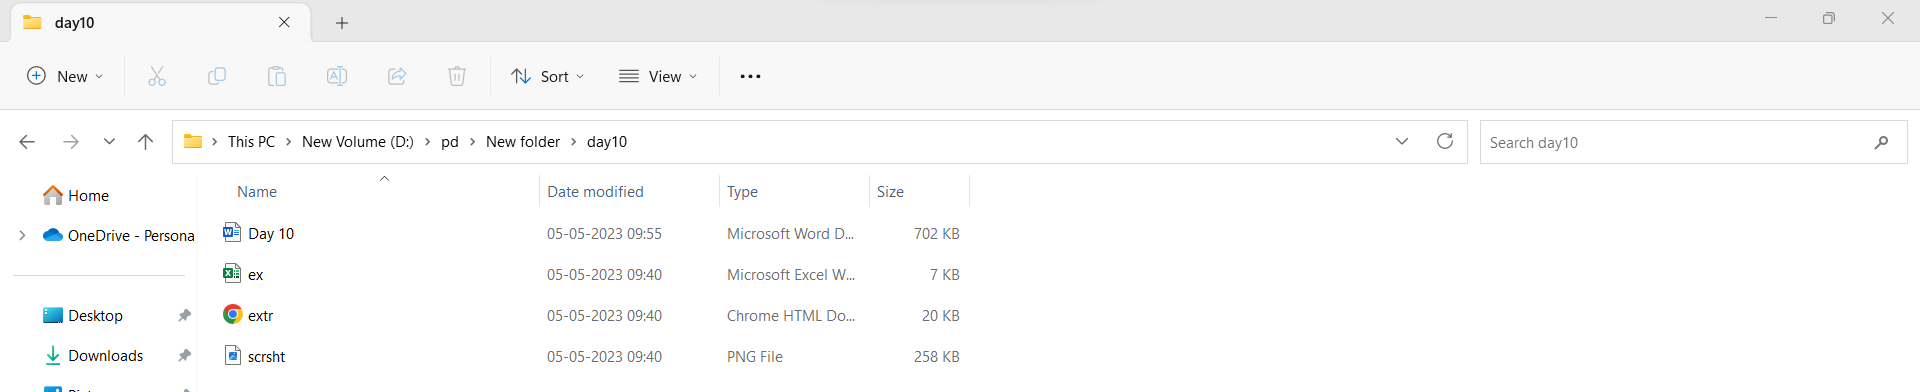 day10
New Sort View
This PC > New Volume (D:) > pd > New folder > day10 Search day10
Home
OneDrive - Persona
Desktop
Downloads
Name Date modified Type Size
Day 10 05-05-2023 09:55 Microsoft Word D... 702 KB
ex 05-05-2023 09:40 Microsoft Excel W... 7 KB
extr 05-05-2023 09:40 Chrome HTML Do... 20 KB
scrsht 05-05-2023 09:40 PNG File 258 KB